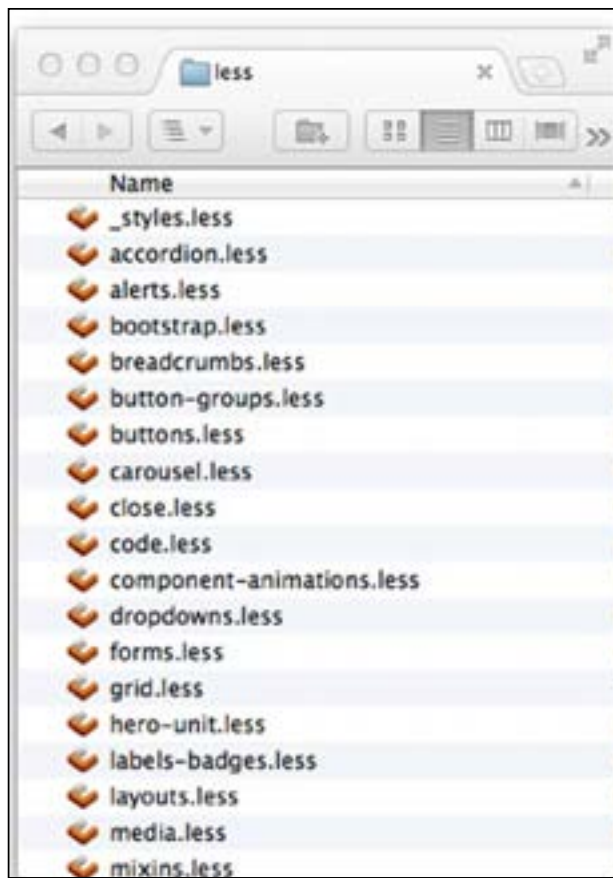 less
Name
_styles.less
accordion.less
alerts.less
bootstrap.less
breadcrumbs.less
button-groups.less
buttons.less
carousel.less
close.less
code.less
component-animations.less
dropdowns.less
forms.less
grid.less
hero-unit.less
labels-badges.less
layouts.less
media.less
mixins.less